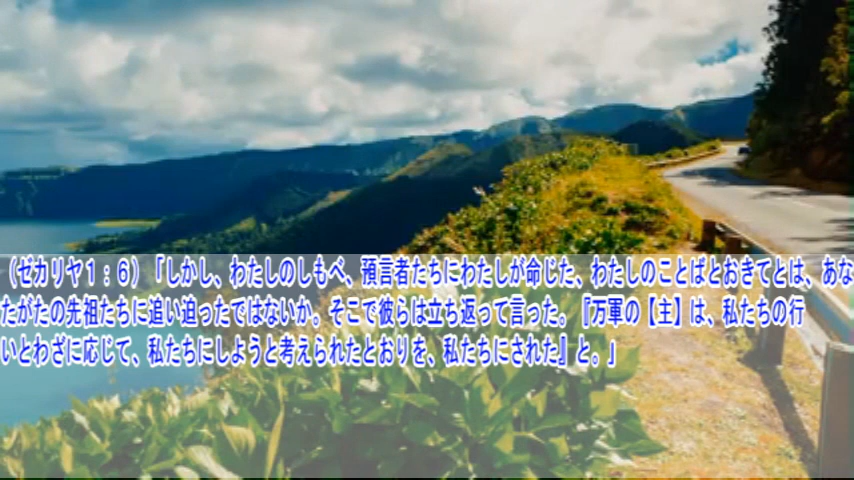 （ゼカリヤ１：６）「しかし、わたしのしもべ、預言者たちにわたしが命じた、わたしのことばとおきてとは、あな
たがたの先祖たちに追い迫ったではないか。そこで彼らは立ち返って言った。『万軍の【主】は、私たちの行
いとわざに応じて、私たちにしようと考えられたとおりを、私たちにされた』と。」